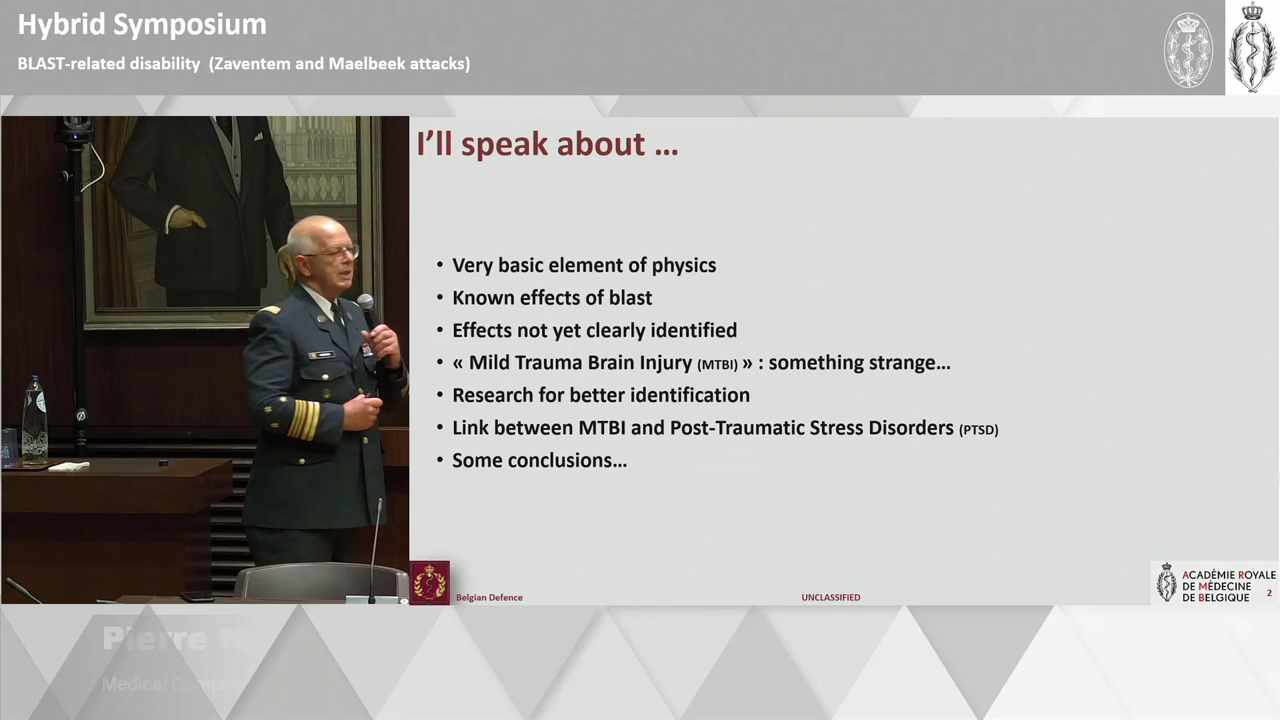 Hybrid Symposium
BLAST-related disability (Zaventem and Maelbeek attacks)
I'll speak about ...
• Very basic element of physics
• Known effects of blast
• Effects not yet clearly identified
• « Mild Trauma Brain Injury (MTBI) » : something strange...
• Research for better identification
• Link between MTBI and Post-Traumatic Stress Disorders (PTSD)
• Some conclusions...
Belgian Defence
UNCLASSIFIED
ACADÉMIE ROYALE
DE MÉDECINE
DE BELGIQUE
2
Pierre
Medical